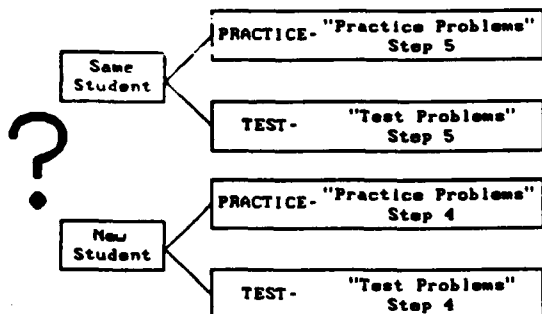 PRACTICE- "Practice Problems"
Step 5
Same
Student
TEST- "Test Problems"
Step 5
?
PRACTICE- "Practice Problems"
Step 4
New
Student
TEST- "Test Problems"
Step 4